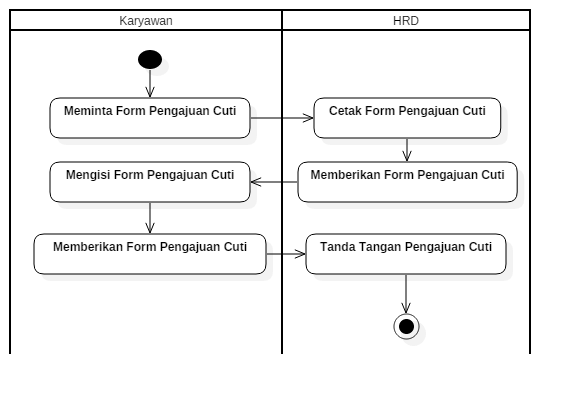 Karyawan
HRD
Meminta Form Pengajuan Cuti
Cetak Form Pengajuan Cuti
Mengisi Form Pengajuan Cuti
Memberikan Form Pengajuan Cuti
Memberikan Form Pengajuan Cuti
Tanda Tangan Pengajuan Cuti